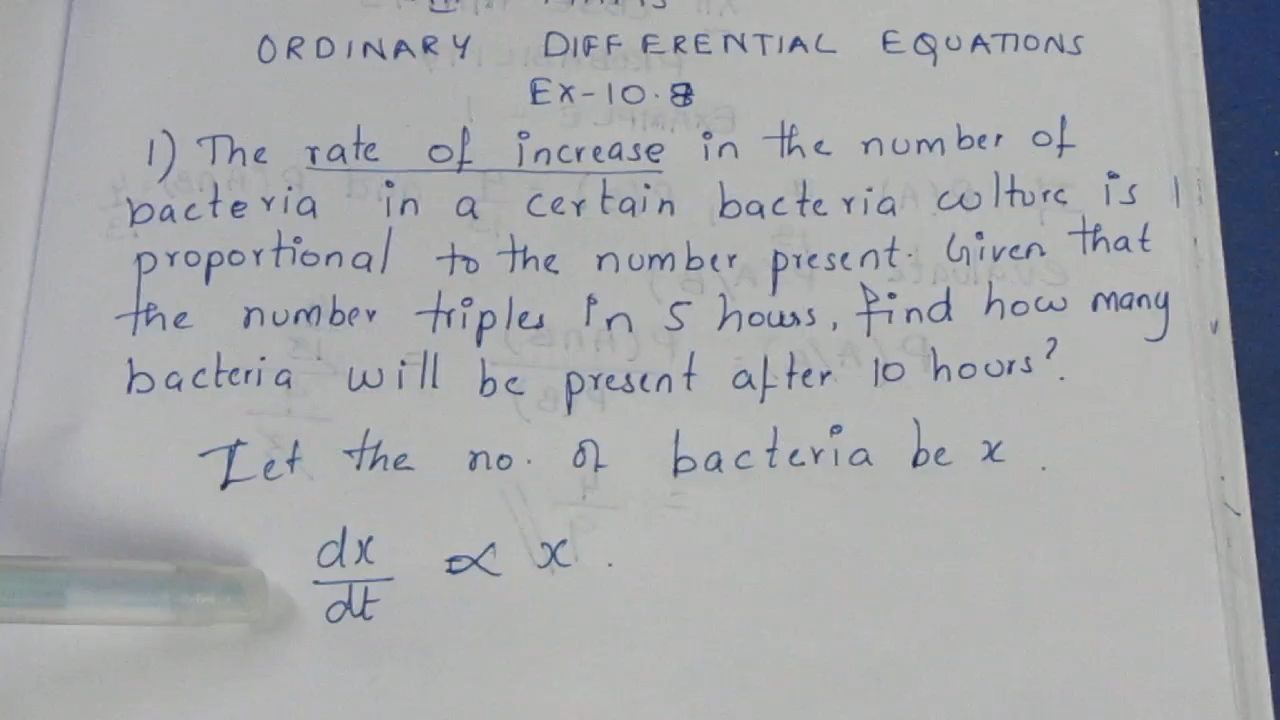 ORDINARY DIFFERENTIAL EQUATIONS
EX-10.8
1) The rate of increase in the number of
bacteria in a certain bacteria culture is
proportional to the number present. Given that
the number triples in 5 hours, find how many
bacteria will be present after 10 hours?
Let the no. of bacteria be x.
dx/dt ∝ x.